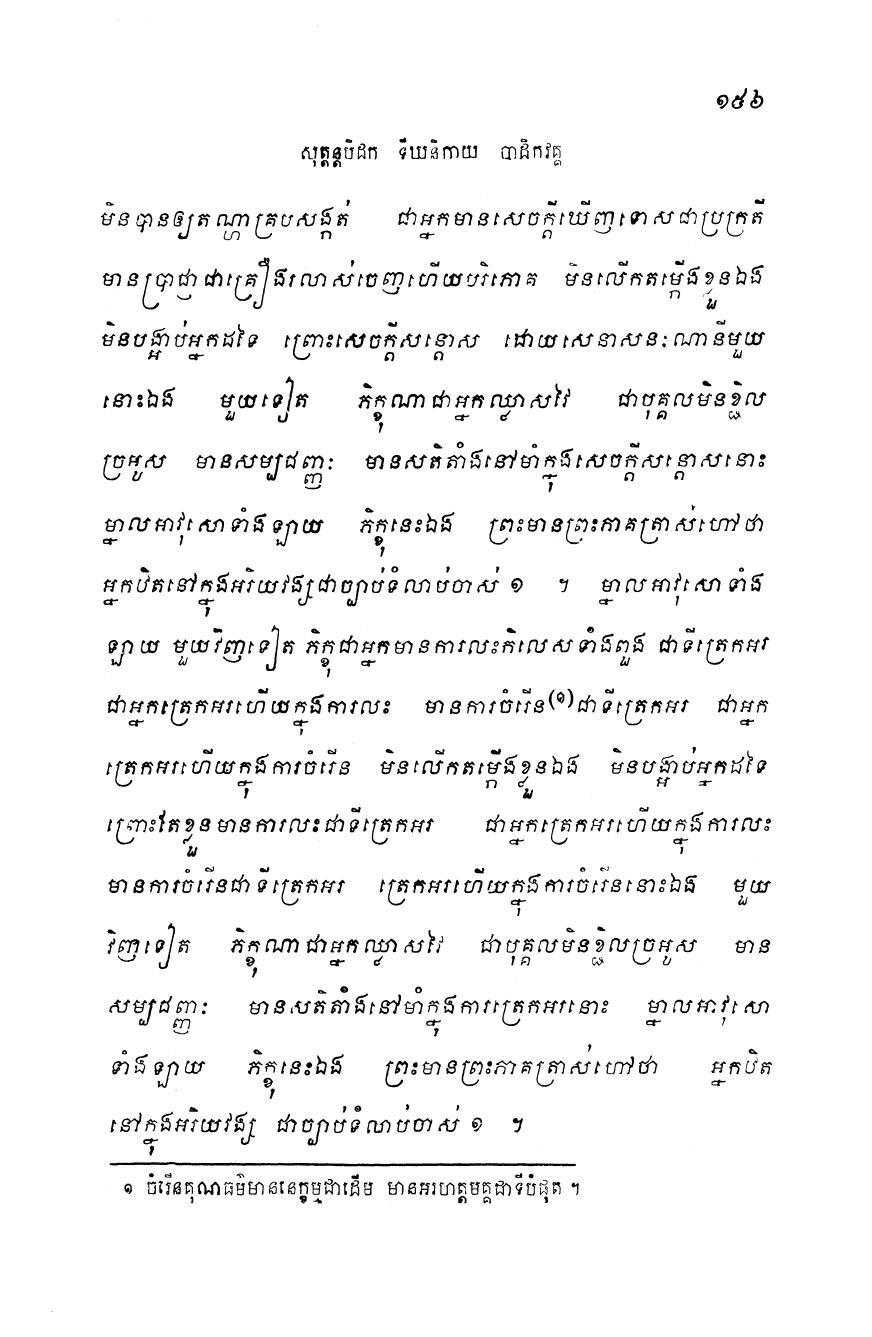 ១៥៦
សុត្តន្តបិដក ទីឃនិកាយ បាដិកវគ្គ
មិនបានឲ្យតណ្ហាគ្របសង្កត់ ជាអ្នកមានសេចក្តីឃើញទោសជាប្រក្រតី
មានប្រាជ្ញាជាគ្រឿងរលាស់ចេញហើយបរិភោគ មិនលើកតម្កើងខ្លួនឯង
មិនបង្អាប់អ្នកដទៃ ព្រោះសេចក្តីសន្តោស ដោយសេនាសនៈណានីមួយ
នោះឯង មួយទៀត ភិក្ខុណាជាអ្នកឈ្លាសវៃ ជាបុគ្គលមិនខ្ជិល
ច្រអូស មានសម្បជញ្ញៈ មានសតិតាំងនៅមាំក្នុងសេចក្តីសន្តោសនោះ
ម្នាលអាវុសោទាំងឡាយ ភិក្ខុនេះឯង ព្រះមានព្រះភាគត្រាស់ហៅថា
អ្នកឋិតនៅក្នុងអរិយវង្សជាច្បាប់ទំលាប់ចាស់ ១ ។ ម្នាលអាវុសោទាំង
ឡាយ មួយវិញទៀត ភិក្ខុជាអ្នកមានការលះកិលេសទាំងពួង ជាទីត្រេកអរ
ជាអ្នកត្រេកអរហើយក្នុងការលះ មានការចំរើន(១)ជាទីត្រេកអរ ជាអ្នក
ត្រេកអរហើយក្នុងការចំរើន មិនលើកតម្កើងខ្លួនឯង មិនបង្អាប់អ្នកដទៃ
ព្រោះតែខ្លួនមានការលះជាទីត្រេកអរ ជាអ្នកត្រេកអរហើយក្នុងការលះ
មានការចំរើនជាទីត្រេកអរ ត្រេកអរហើយក្នុងការចំរើននោះឯង មួយ
វិញទៀត ភិក្ខុណាជាអ្នកឈ្លាសវៃ ជាបុគ្គលមិនខ្ជិលច្រអូស មាន
សម្បជញ្ញៈ មានសតិតាំងនៅមាំក្នុងការត្រេកអរនោះ ម្នាលអាវុសោ
ទាំងឡាយ ភិក្ខុនេះឯង ព្រះមានព្រះភាគត្រាស់ហៅថា អ្នកឋិត
នៅក្នុងអរិយវង្ស ជាច្បាប់ទំលាប់ចាស់ ១ ។
១ ចំរើនគុណធម៌មាននេក្ខម្មជាដើម មានអរហត្តមគ្គជាទីបំផុត ។